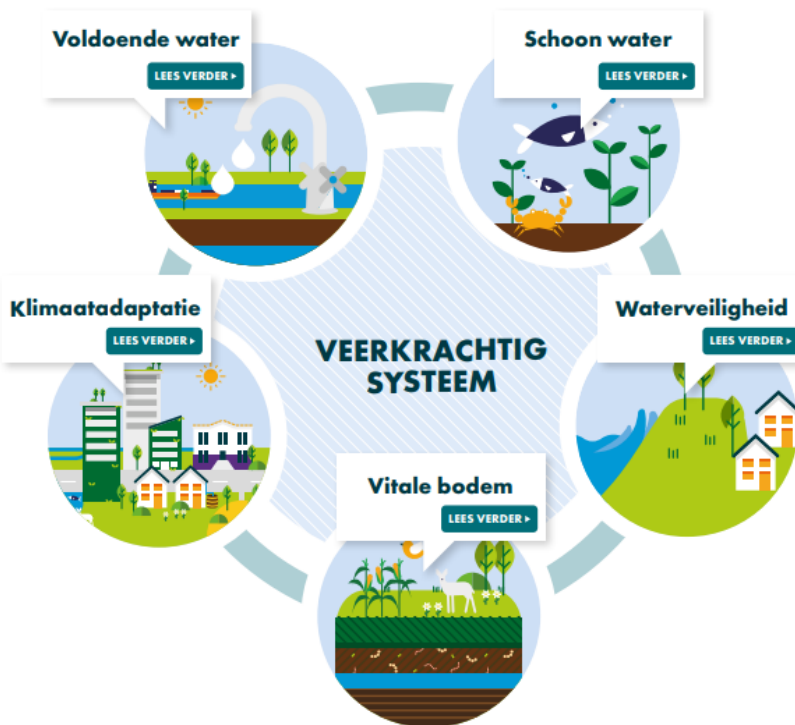 Voldoende water
LEES VERDER ▸
Schoon water
LEES VERDER ▸
Klimaatadaptatie
LEES VERDER ▸
Waterveiligheid
LEES VERDER ▸
VEERKRACHTIG
SYSTEEM
Vitale bodem
LEES VERDER ▸